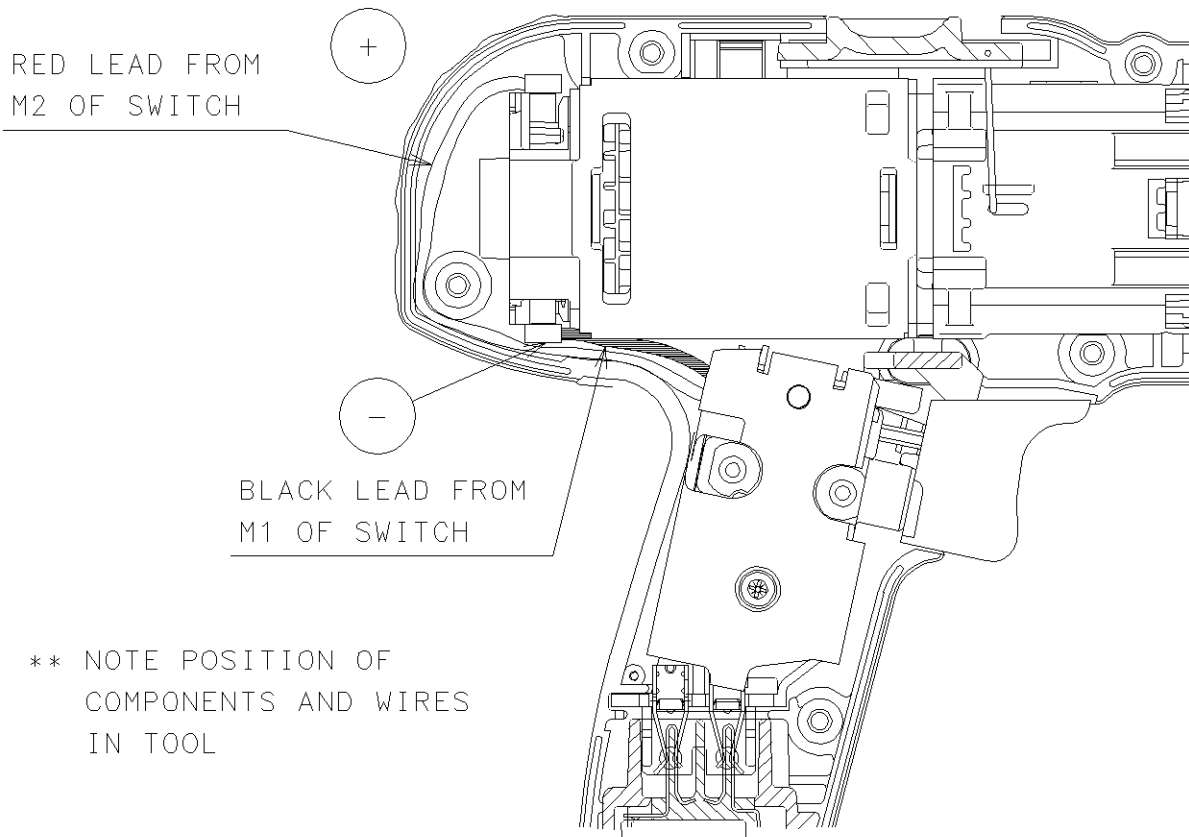 RED LEAD FROM
M2 OF SWITCH
+
−
BLACK LEAD FROM
M1 OF SWITCH
** NOTE POSITION OF
COMPONENTS AND WIRES
IN TOOL